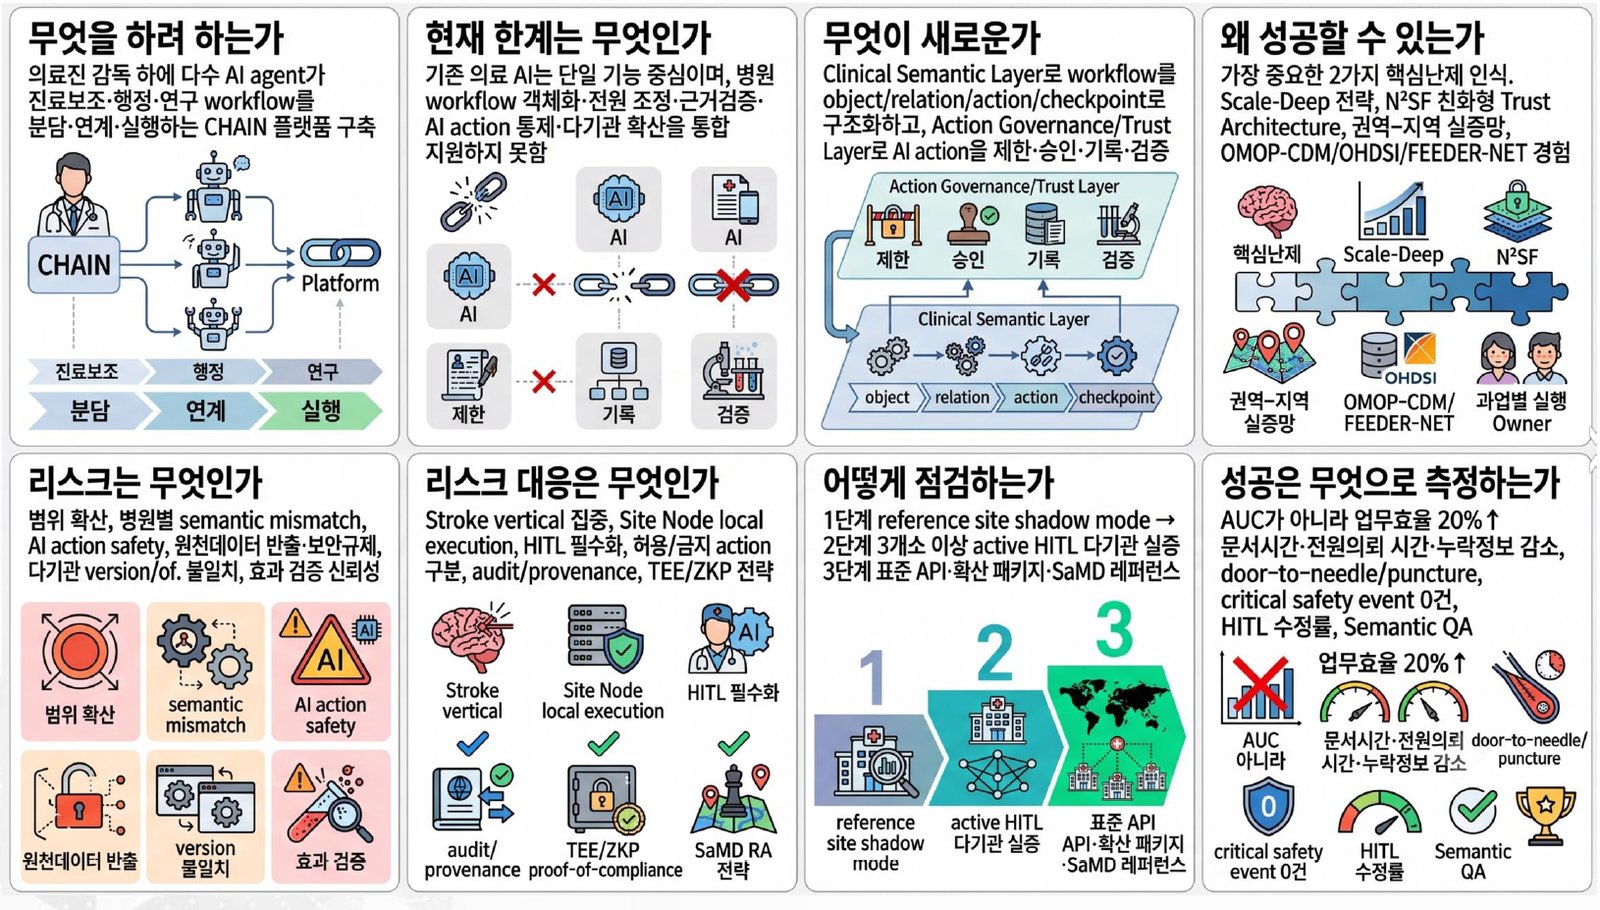 무엇을 하려 하는가
의료진 감독 하에 다수 AI agent가
진료보조·행정·연구 workflow를
분담·연계·실행하는 CHAIN 플랫폼 구축
CHAIN
Platform
진료보조
행정
연구
분담
연계
실행
현재 한계는 무엇인가
기존 의료 AI는 단일 기능 중심이며, 병원
workflow 객체화·전원 조정·근거검증·
AI action 통제·다기관 확산을 통합
지원하지 못함
AI
AI
AI
AI
AI
제한
기록
검증
무엇이 새로운가
Clinical Semantic Layer로 workflow를
object/relation/action/checkpoint로
구조화하고, Action Governance/Trust
Layer로 AI action을 제한·승인·기록·검증
Action Governance/Trust Layer
제한
승인
기록
검증
Clinical Semantic Layer
object
relation
action
checkpoint
왜 성공할 수 있는가
가장 중요한 2가지 핵심난제 인식.
Scale-Deep 전략, N²SF 친화형 Trust
Architecture, 권역-지역 실증망,
OMOP-CDM/OHDSI/FEEDER-NET 경험
핵심난제
Scale-Deep
N²SF
권역-지역
실증망
OHDSI
OMOP-CDM/
FEEDER-NET
과업별 실행
Owner
리스크는 무엇인가
범위 확산, 병원별 semantic mismatch,
AI action safety, 원천데이터 반출·보안규제,
다기관 version/of. 불일치, 효과 검증 신뢰성
범위 확산
semantic
mismatch
AI
AI
AI action
safety
원천데이터 반출
version
불일치
효과 검증
리스크 대응은 무엇인가
Stroke vertical 집중, Site Node local
execution, HITL 필수화, 허용/금지 action
구분, audit/provenance, TEE/ZKP 전략
Stroke
vertical
Site Node
local execution
AI
HITL 필수화
audit/
provenance
TEE/ZKP
proof-of-compliance
SaMD RA
전략
어떻게 점검하는가
1단계 reference site shadow mode →
2단계 3개소 이상 active HITL 다기관 실증
3단계 표준 API·확산 패키지·SaMD 레퍼런스
1
2
3
reference
site shadow
mode
active HITL
다기관 실증
표준 API
API·확산 패키지
·SaMD 레퍼런스
성공은 무엇으로 측정하는가
AUC가 아니라 업무효율 20%↑
문서시간·전원의뢰 시간·누락정보 감소,
door-to-needle/puncture,
critical safety event 0건,
HITL 수정률, Semantic QA
AUC
아니라
업무효율 20%↑
문서시간·전원의뢰
시간·누락정보 감소
door-to-needle/
puncture
0
critical safety
event 0건
HITL
수정률
Semantic
QA